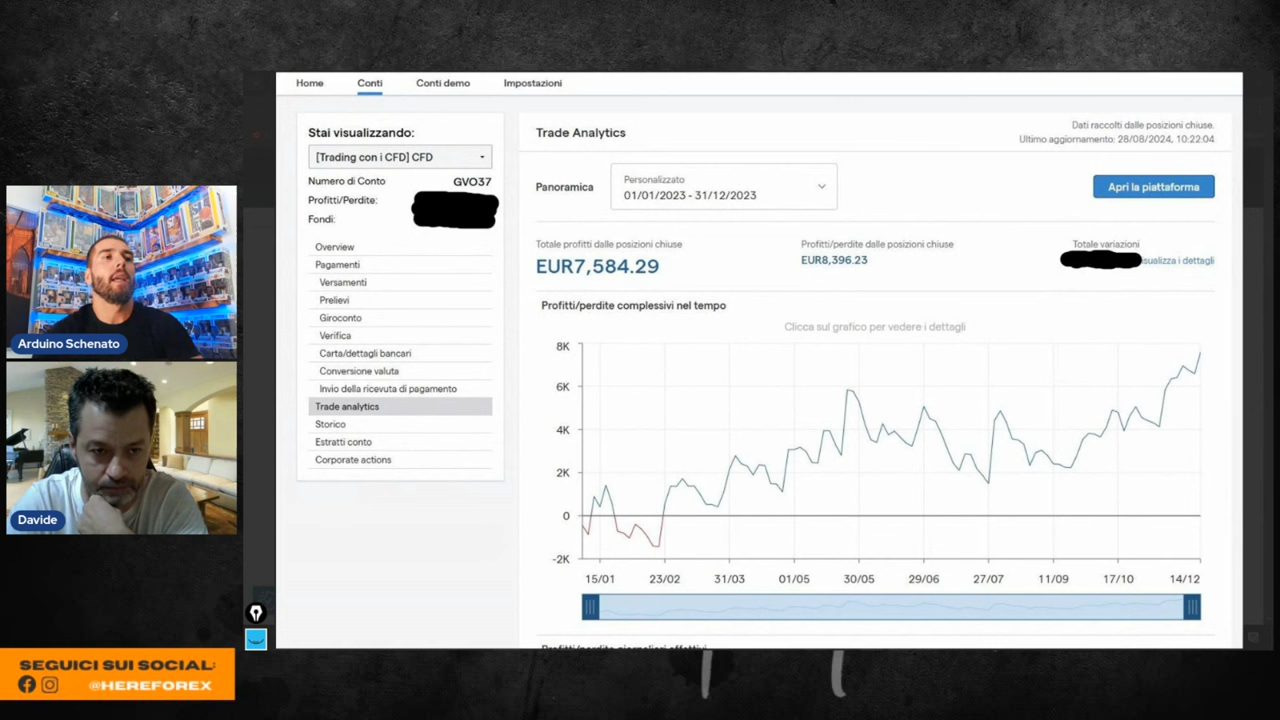 Home Conti Conti demo Impostazioni
Stai visualizzando:
[Trading con i CFD] CFD
Numero di Conto GVO37
Profitti/Perdite:
Fondi:
Overview
Pagamenti
Versamenti
Prelievi
Giroconto
Verifica
Carta/dettagli bancari
Conversione valuta
Invio della ricevuta di pagamento
Trade analytics
Storico
Estratti conto
Corporate actions
Trade Analytics
Dati raccolti dalle posizioni chiuse.
Ultimo aggiornamento: 28/08/2024, 10:22:04
Panoramica
Personalizzato
01/01/2023 - 31/12/2023
Apri la piattaforma
Totale profitti dalle posizioni chiuse
EUR7,584.29
Profitti/perdite dalle posizioni chiuse
EUR8,396.23
Totale variazioni
sualizza i dettagli
Profitti/perdite complessivi nel tempo
Clicca sul grafico per vedere i dettagli
8K
6K
4K
2K
0
-2K
15/01 23/02 31/03 01/05 30/05 29/06 27/07 11/09 17/10 14/12
Arduino Schenato
Davide
SEGUICI SUI SOCIAL:
@HEREFOREX